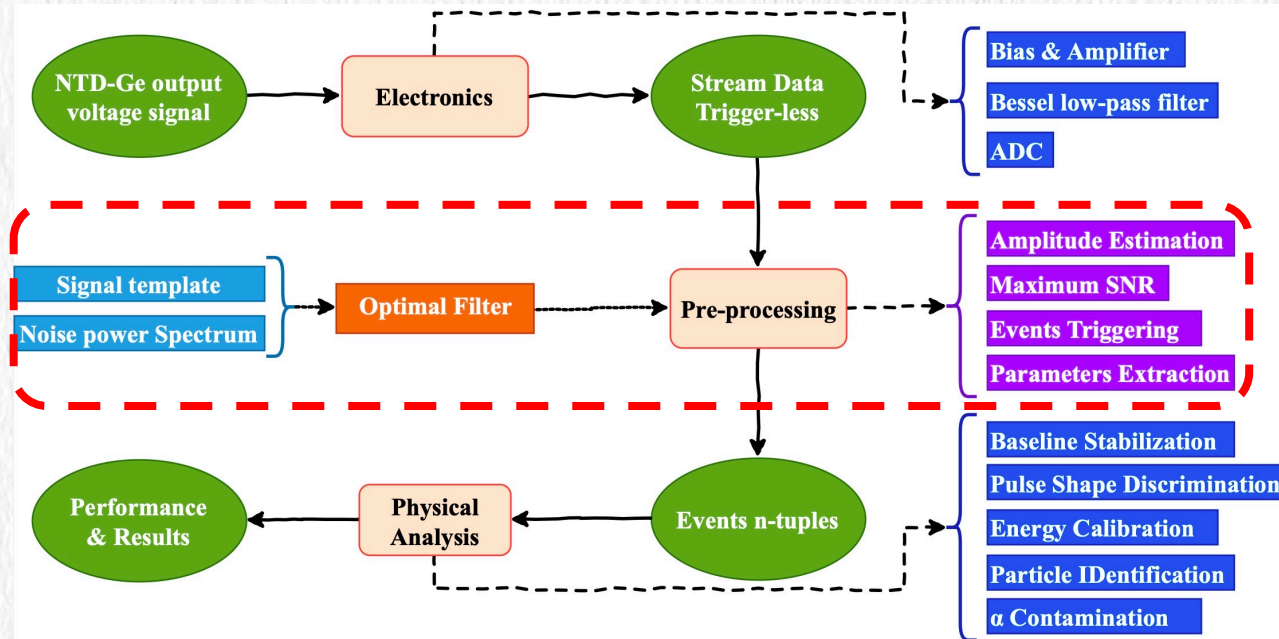 NTD-Ge output
voltage signal
Electronics
Stream Data
Trigger-less
Bias & Amplifier
Bessel low-pass filter
ADC
Signal template
Noise power Spectrum
Optimal Filter
Pre-processing
Amplitude Estimation
Maximum SNR
Events Triggering
Parameters Extraction
Performance
& Results
Physical
Analysis
Events n-tuples
Baseline Stabilization
Pulse Shape Discrimination
Energy Calibration
Particle IDentification
α Contamination